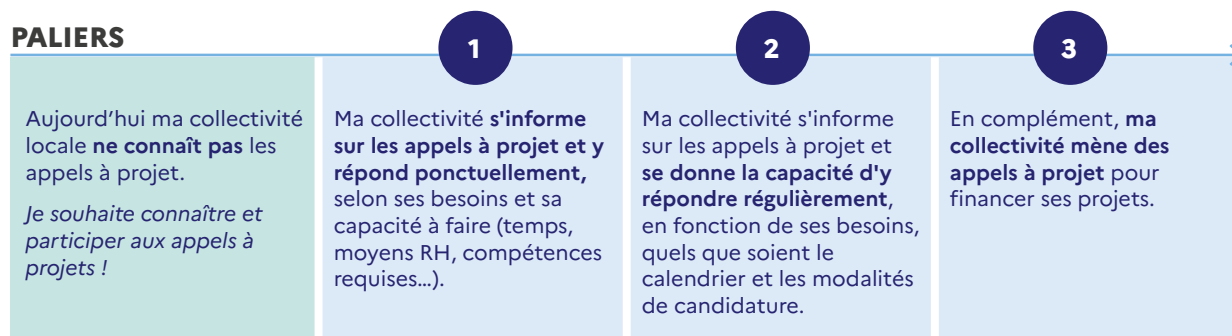 PALIERS
1
2
3
Aujourd’hui ma collectivité
locale ne connaît pas les
appels à projet.
Je souhaite connaître et
participer aux appels à
projets !
Ma collectivité s'informe
sur les appels à projet et y
répond ponctuellement,
selon ses besoins et sa
capacité à faire (temps,
moyens RH, compétences
requises…).
Ma collectivité s'informe
sur les appels à projet et
se donne la capacité d'y
répondre régulièrement,
en fonction de ses besoins,
quels que soient le
calendrier et les modalités
de candidature.
En complément, ma
collectivité mène des
appels à projet pour
financer ses projets.